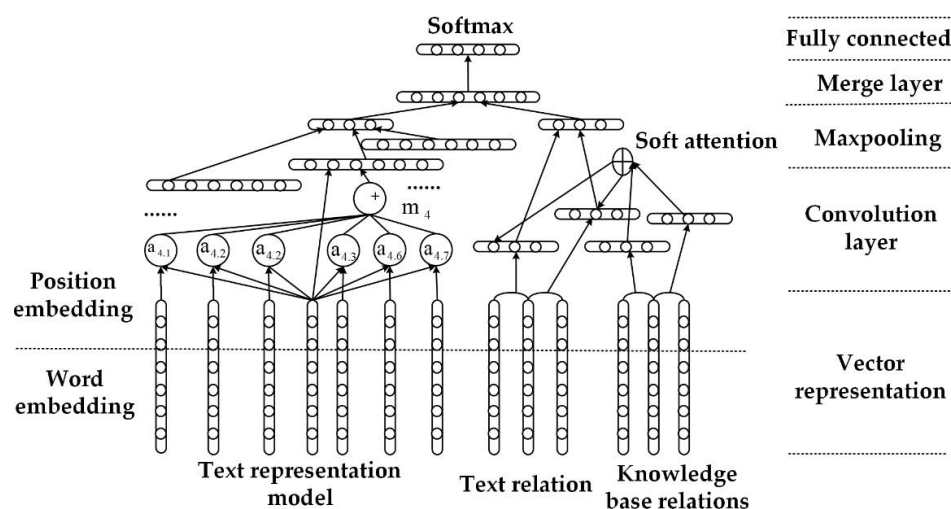 Softmax
Fully connected
Merge layer
Maxpooling
Soft attention
Convolution
layer
......
m 4
......
+
a4.1
a4.2
a4.2
a4.3
a4.6
a4.7
Position
embedding
Word
embedding
Vector
representation
Text representation
model
Text relation
Knowledge
base relations